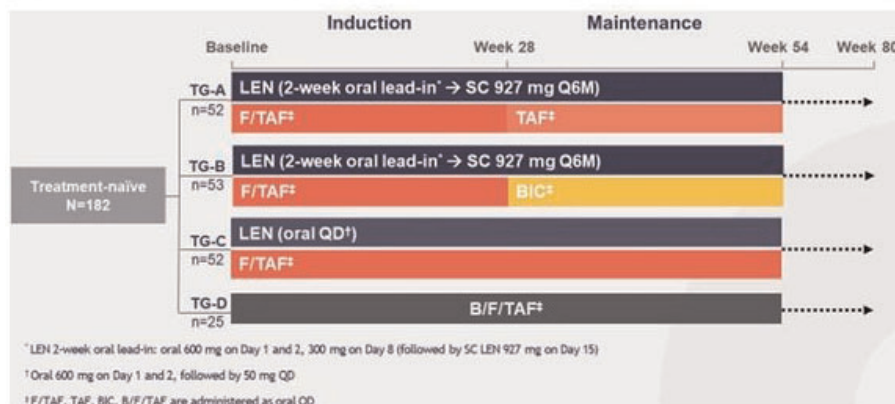 Induction Maintenance
Baseline Week 28 Week 54 Week 80
TG-A
n=52
LEN (2-week oral lead-in* → SC 927 mg Q6M)
F/TAF‡ TAF‡
TG-B
n=53
LEN (2-week oral lead-in* → SC 927 mg Q6M)
F/TAF‡ BIC‡
Treatment-naïve
N=182
TG-C
n=52
LEN (oral QD†)
F/TAF‡
TG-D
n=25
B/F/TAF‡
*LEN 2-week oral lead-in: oral 600 mg on Day 1 and 2, 300 mg on Day 8 (followed by SC LEN 927 mg on Day 15)
†Oral 600 mg on Day 1 and 2, followed by 50 mg QD
‡F/TAF, TAF, BIC, B/F/TAF are administered as oral QD